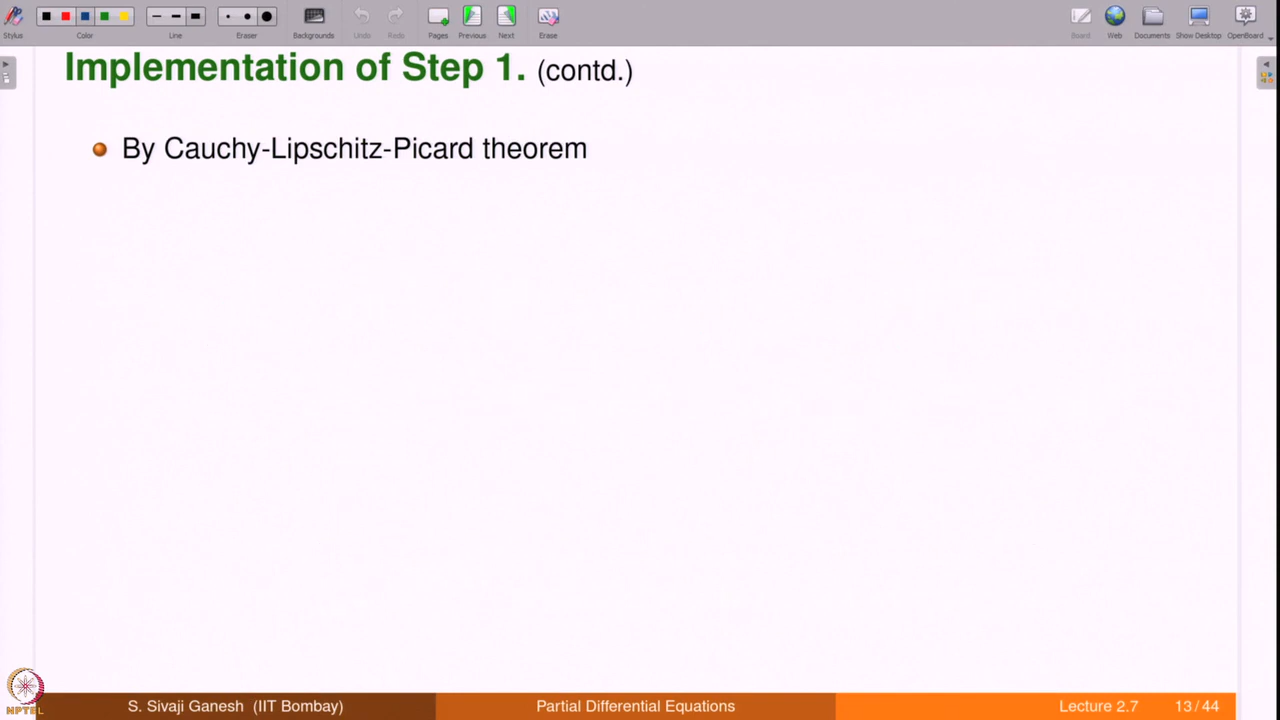 Stylus Color Line Eraser Backgrounds Undo Redo Pages Previous Next Erase Board Web Documents Show Desktop OpenBoard
Implementation of Step 1. (contd.)
By Cauchy-Lipschitz-Picard theorem
NPTEL
S. Sivaji Ganesh (IIT Bombay) Partial Differential Equations Lecture 2.7 13/44